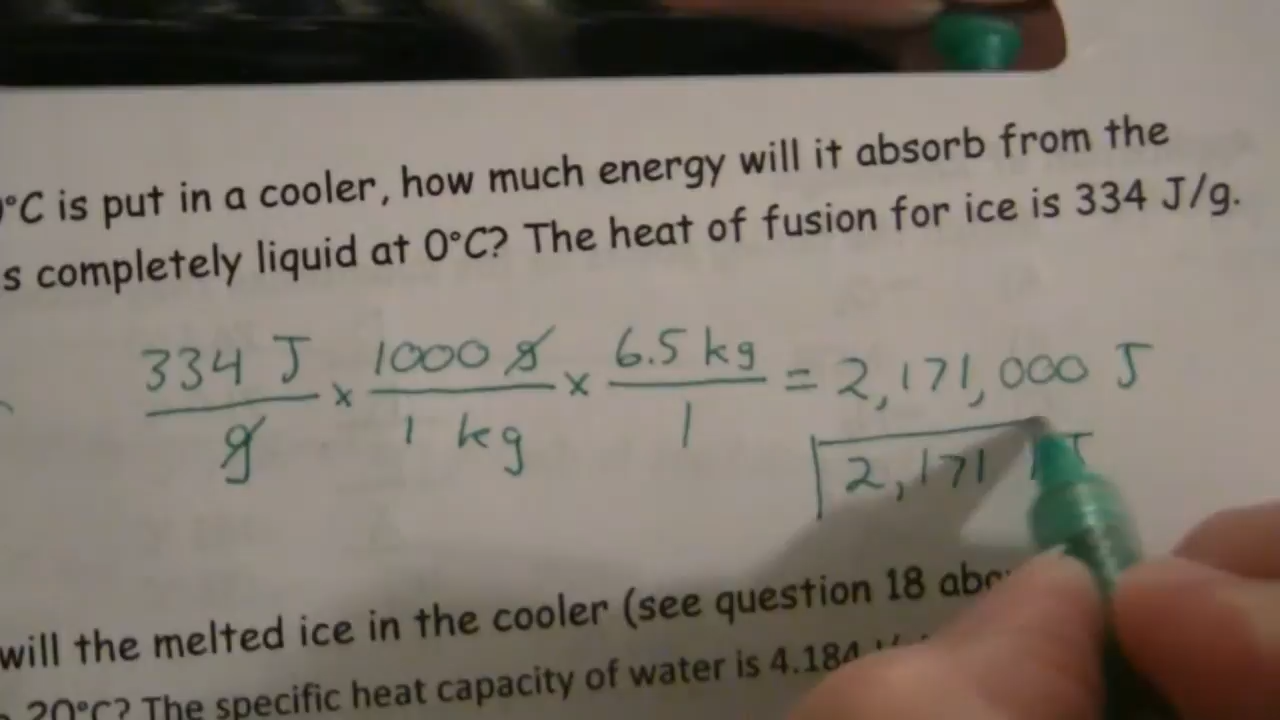 °C is put in a cooler, how much energy will it absorb from the
s completely liquid at 0°C? The heat of fusion for ice is 334 J/g.
334 J / g × 1000 g / 1 kg × 6.5 kg / 1 = 2,171,000 J
2,171
will the melted ice in the cooler (see question 18
20°C? The specific heat capacity of water is 4.184